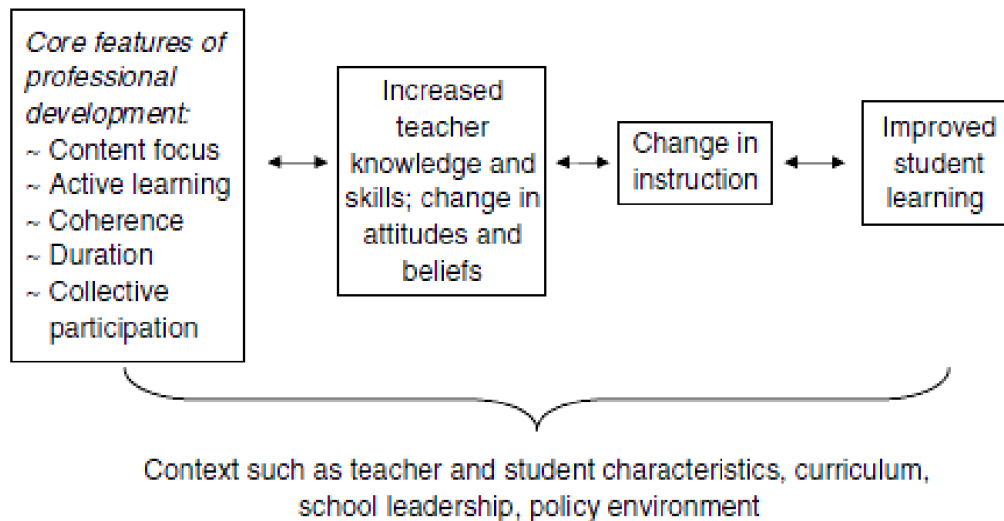 Core features of
professional
development:
~ Content focus
~ Active learning
~ Coherence
~ Duration
~ Collective
participation
Increased
teacher
knowledge and
skills; change in
attitudes and
beliefs
Change in
instruction
Improved
student
learning
Context such as teacher and student characteristics, curriculum,
school leadership, policy environment